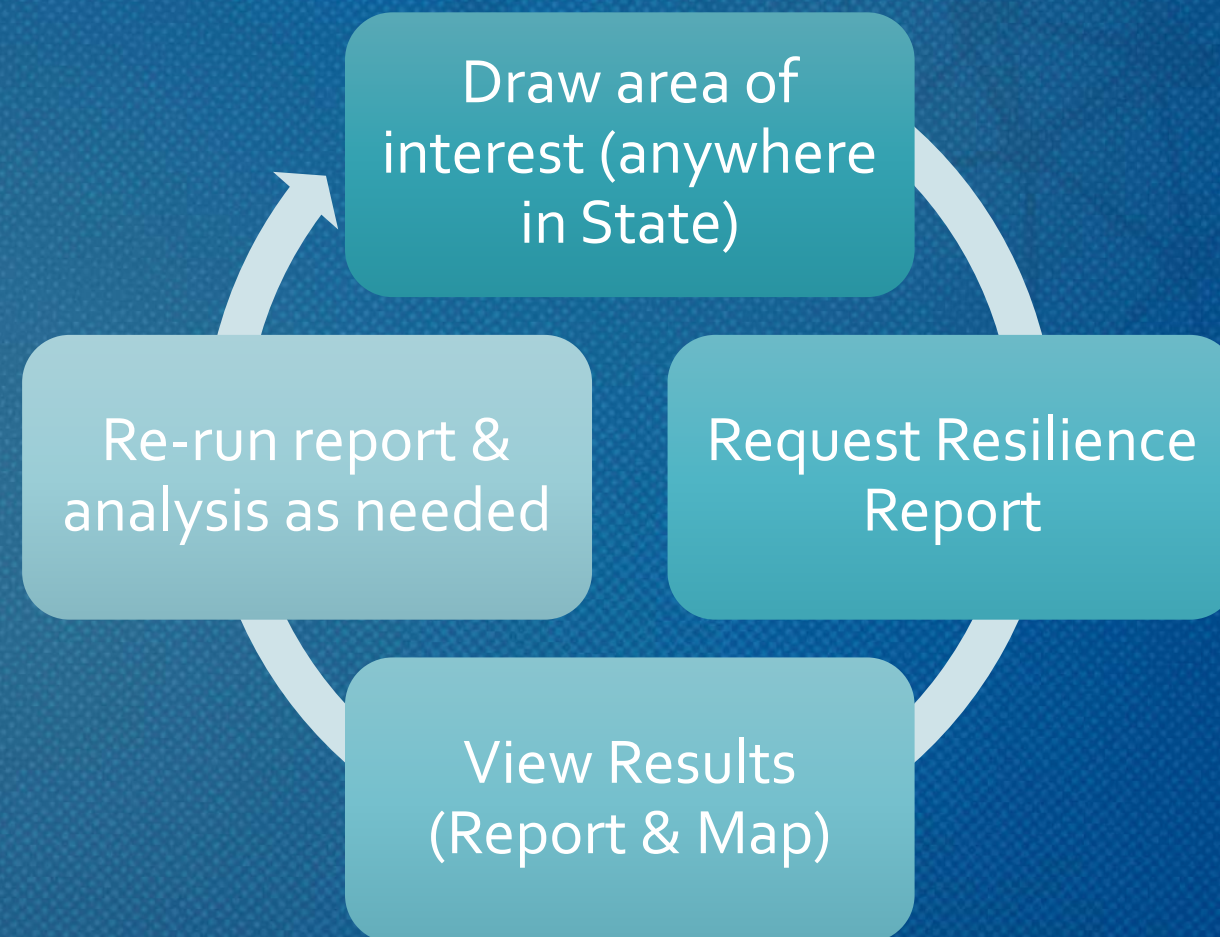 Draw area of
interest (anywhere
in State)
Request Resilience
Report
View Results
(Report & Map)
Re-run report &
analysis as needed